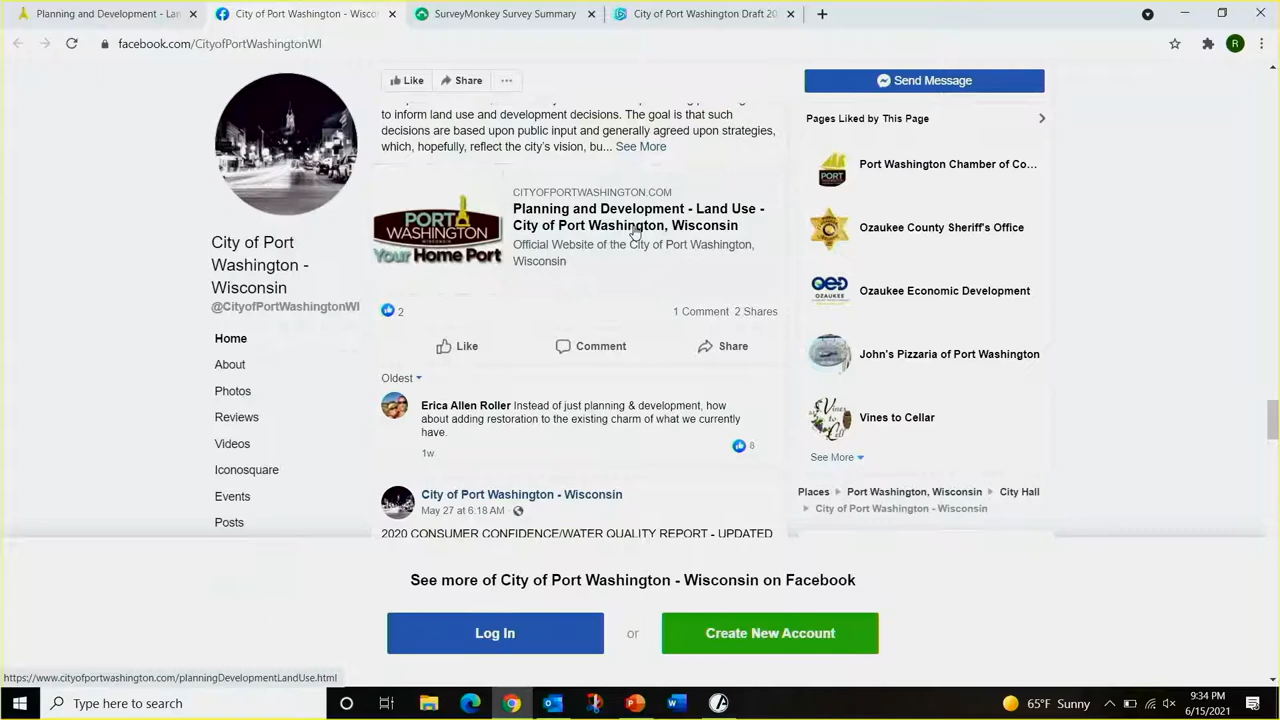 Planning and Development - Lan
City of Port Washington - Wisco
SurveyMonkey Survey Summary
City of Port Washington Draft 20
facebook.com/CityofPortWashingtonWI
R
Like
Share
to inform land use and development decisions. The goal is that such
decisions are based upon public input and generally agreed upon strategies,
which, hopefully, reflect the city's vision, bu... See More
PORT
WASHINGTON
WISCONSIN
Your Home Port
CITYOFPORTWASHINGTON.COM
Planning and Development - Land Use -
City of Port Washington, Wisconsin
Official Website of the City of Port Washington,
Wisconsin
2
1 Comment 2 Shares
Like
Comment
Share
Oldest
Erica Allen Roller Instead of just planning & development, how
about adding restoration to the existing charm of what we currently
have.
8
1w
City of Port Washington - Wisconsin
May 27 at 6:18 AM
2020 CONSUMER CONFIDENCE/WATER QUALITY REPORT - UPDATED
City of Port
Washington -
Wisconsin
@CityofPortWashingtonWI
Home
About
Photos
Reviews
Videos
Iconosquare
Events
Posts
Send Message
Pages Liked by This Page
PORT
Port Washington Chamber of Co...
Ozaukee County Sheriff's Office
OED
OZAUKEE
Ozaukee Economic Development
John's Pizzaria of Port Washington
Vines
to Cell
Vines to Cellar
See More
Places
Port Washington, Wisconsin
City Hall
City of Port Washington - Wisconsin
See more of City of Port Washington - Wisconsin on Facebook
Log In
or
Create New Account
https://www.cityofportwashington.com/planningDevelopmentLandUse.html
Type here to search
65°F Sunny
9:34 PM
6/15/2021